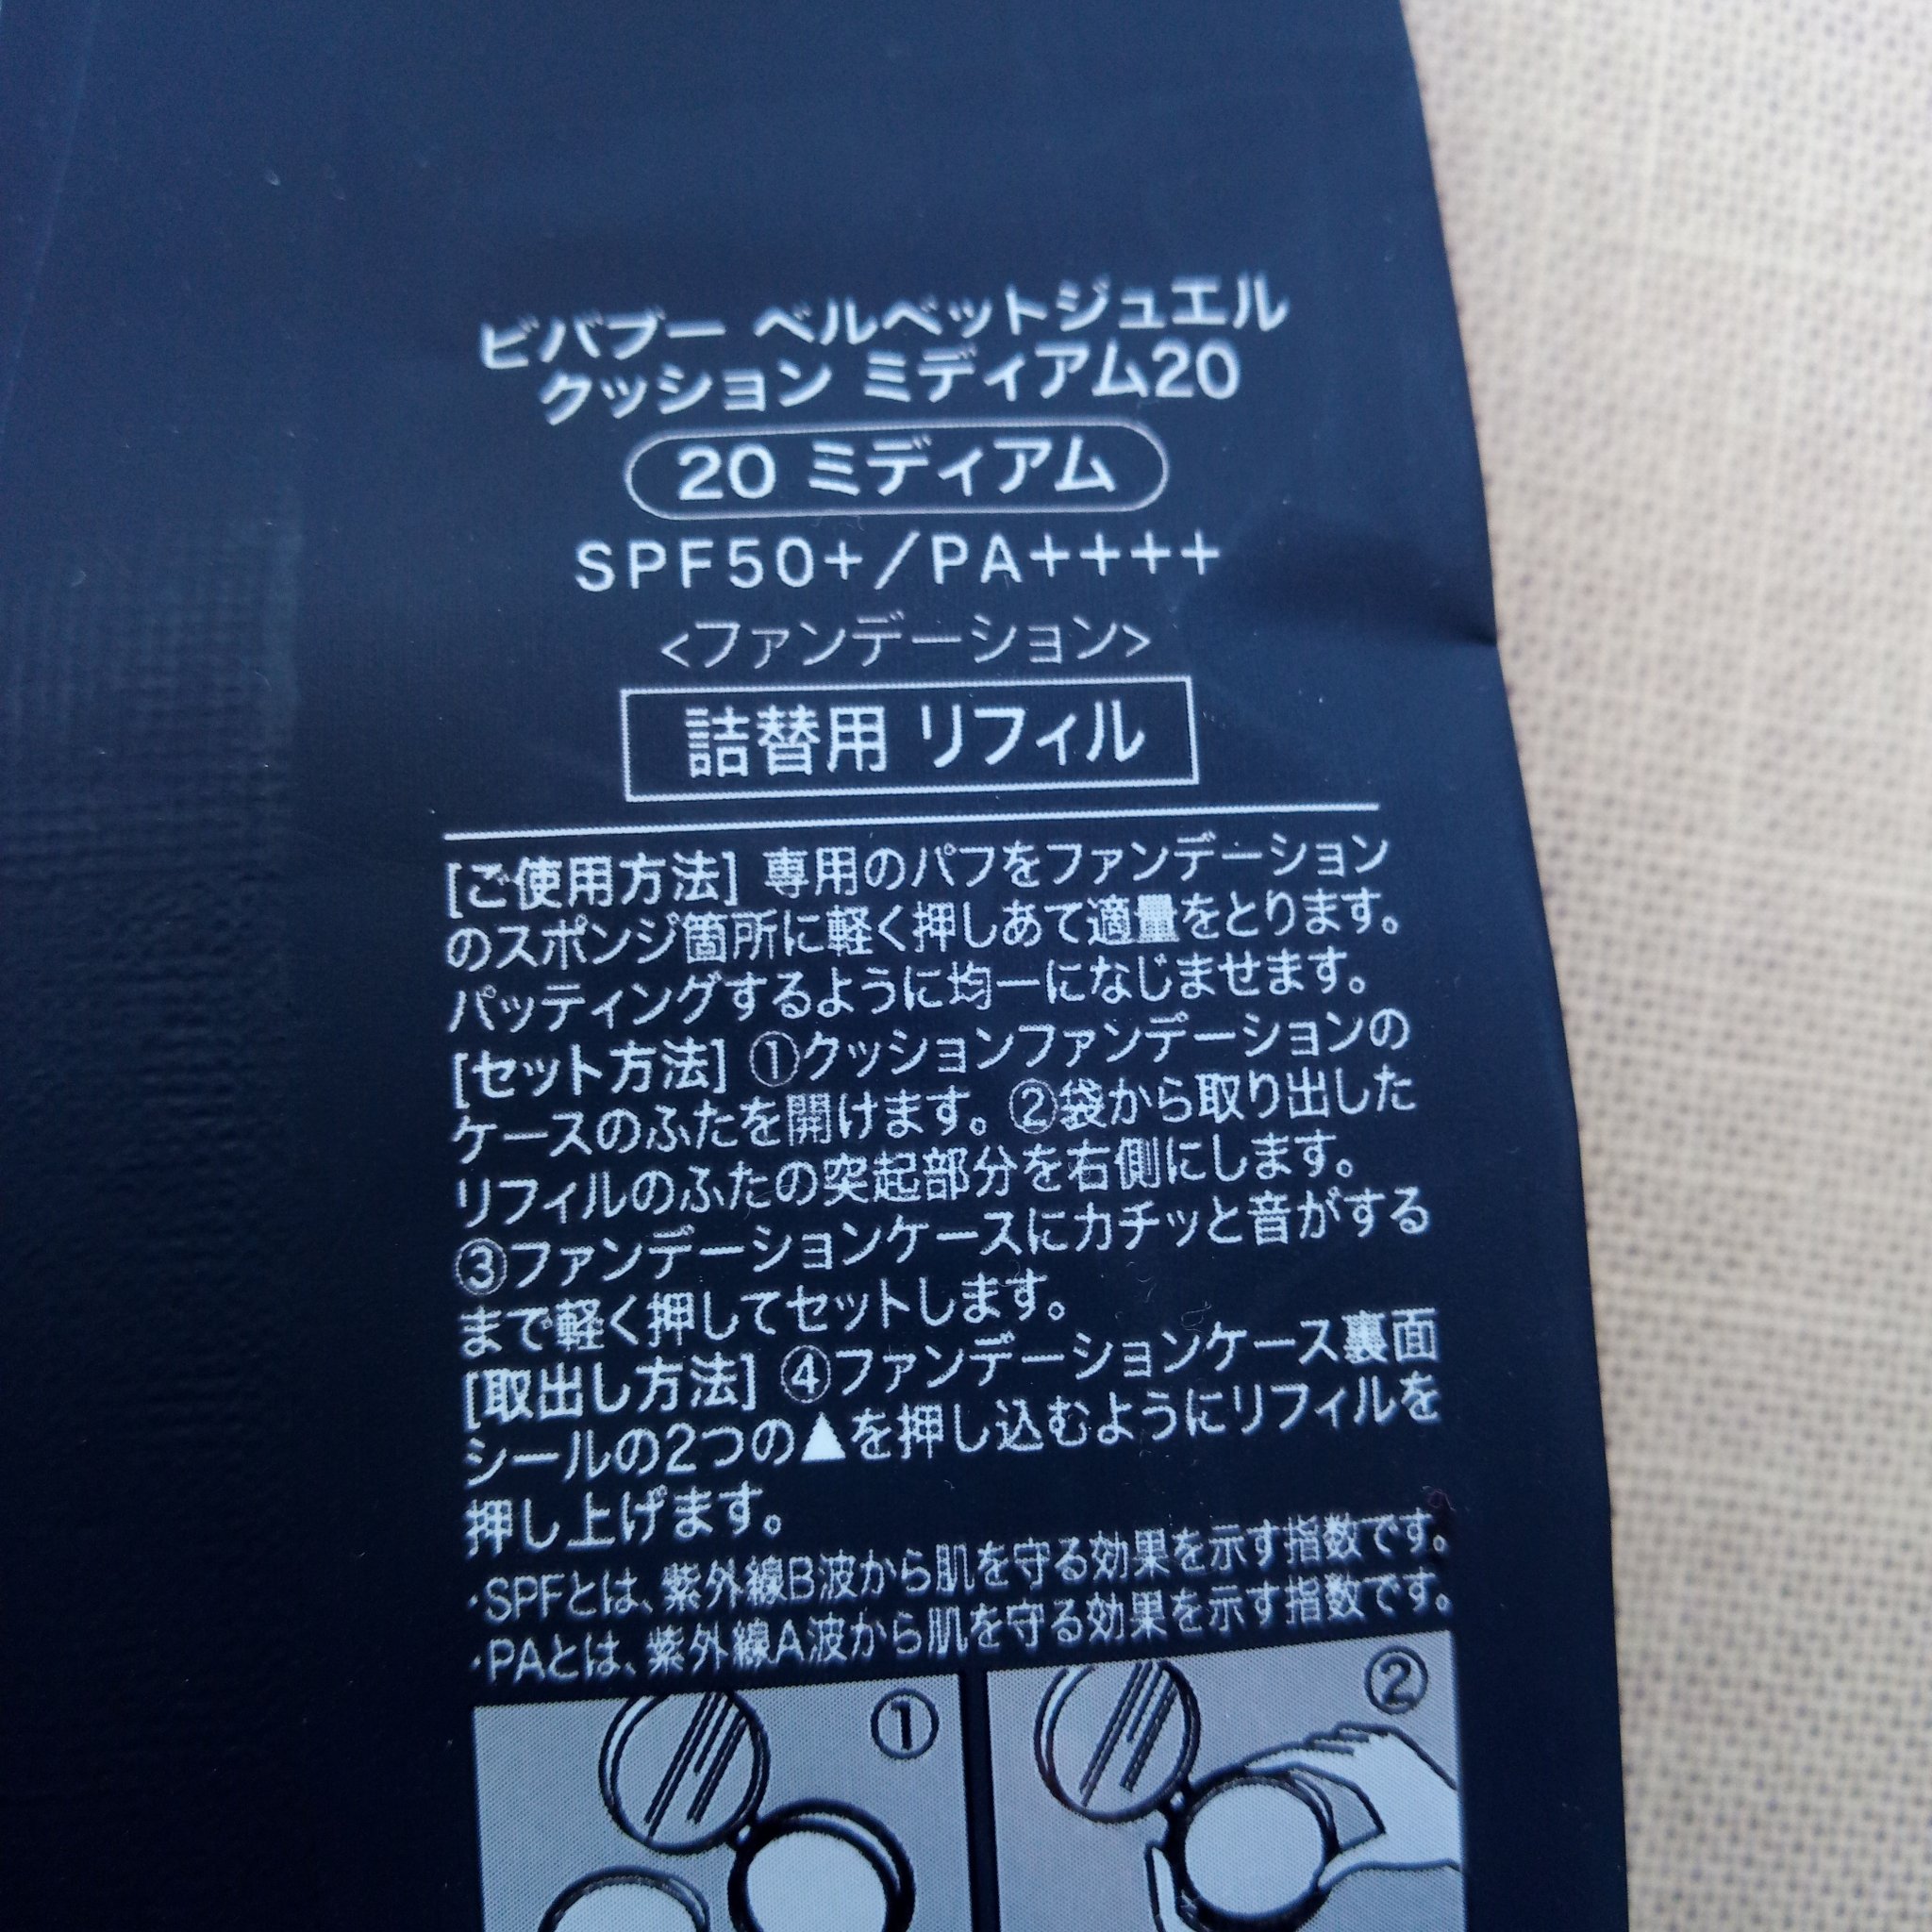 ビバブー ベルベットジュエル
クッション ミディアム20
20 ミディアム
SPF50+/PA++++
<ファンデーション>
詰替用 リフィル
[ご使用方法] 専用のパフをファンデーション
のスポンジ箇所に軽く押しあて適量をとります。
パッティングするように均一になじませます。
[セット方法] ①クッションファンデーションの
ケースのふたを開けます。②袋から取り出した
リフィルのふたの突起部分を右側にします。
③ファンデーションケースにカチッと音がする
まで軽く押してセットします。
[取出し方法] ④ファンデーションケース裏面
シールの2つの▲を押し込むようにリフィルを
押し上げます。
・SPFとは、紫外線B波から肌を守る効果を示す指数です。
・PAとは、紫外線A波から肌を守る効果を示す指数です。
①
②